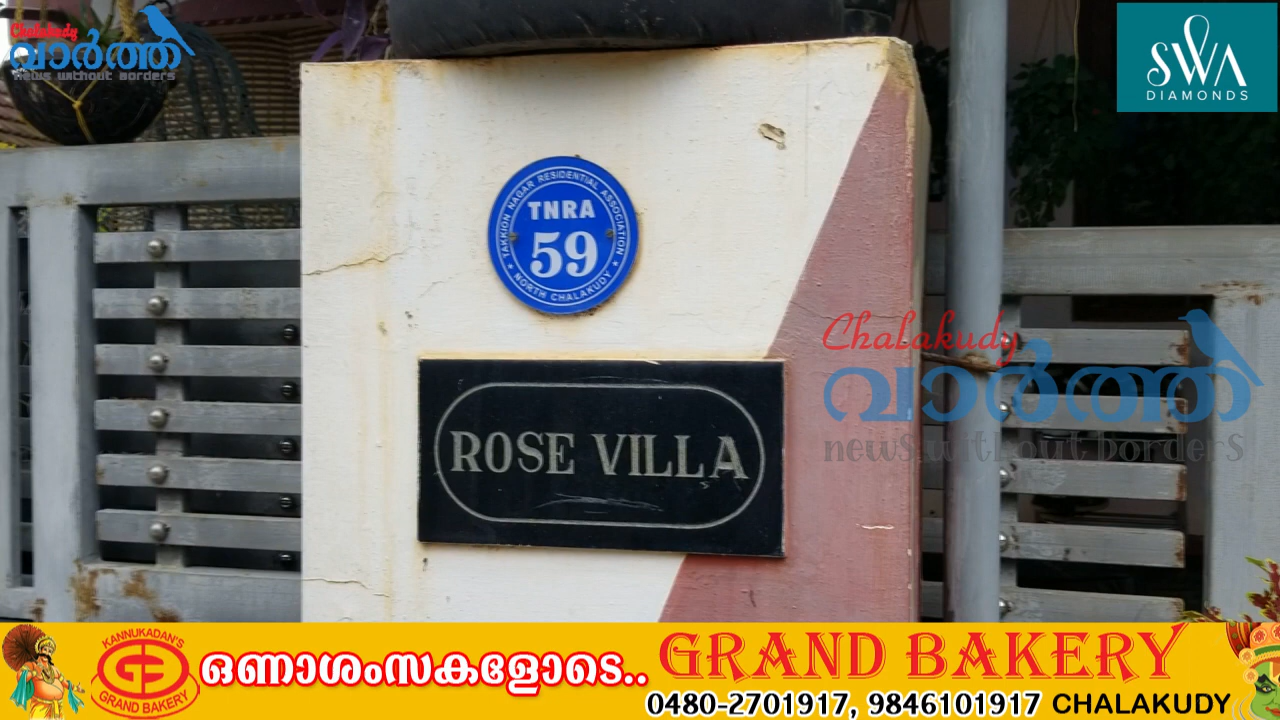 Chalakudy
വാർത്ത
news without borders
SWA
DIAMONDS
TAKKION NAGAR RESIDENTIAL ASSOCIATION
TNRA
59
NORTH CHALAKUDY
Chalakudy
വാർത്ത
news without borders
ROSE VILLA
KANNUKADAN'S
GRAND BAKERY
ഒണാശംസകളോടെ..
GRAND BAKERY
0480-2701917, 9846101917 CHALAKUDY